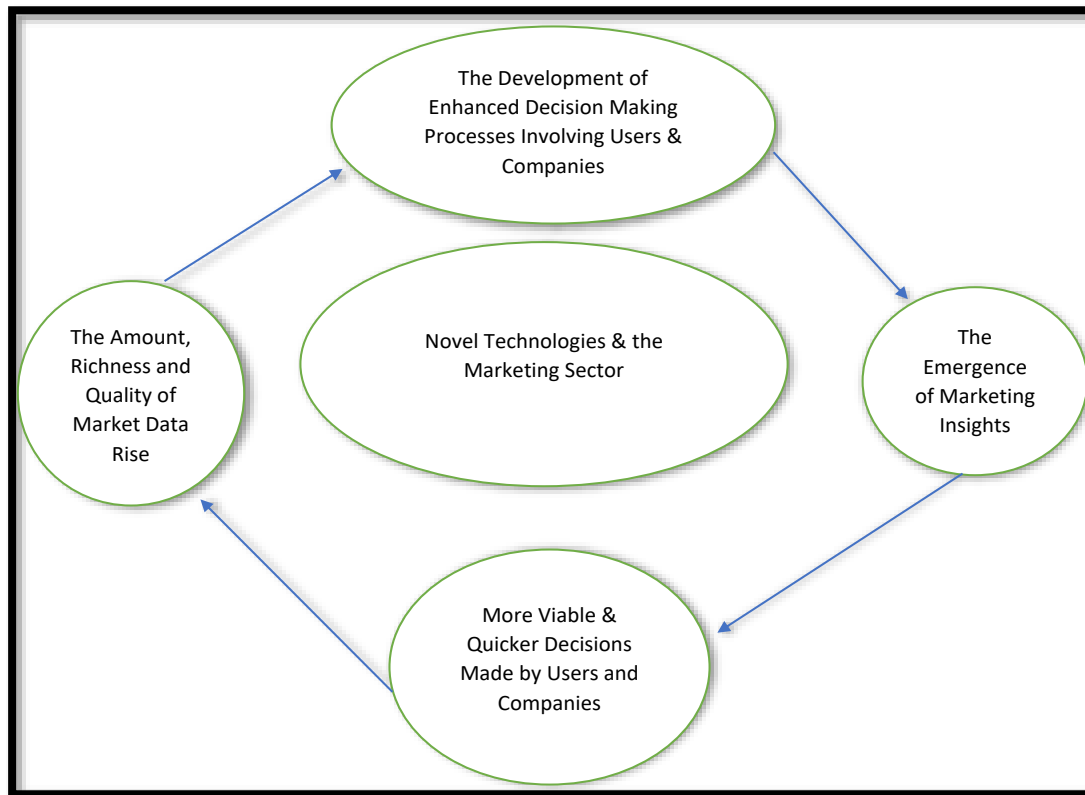 The Development of
Enhanced Decision Making
Processes Involving Users &
Companies
Novel Technologies & the
Marketing Sector
The Amount,
Richness and
Quality of
Market Data
Rise
The
Emergence
of Marketing
Insights
More Viable &
Quicker Decisions
Made by Users and
Companies